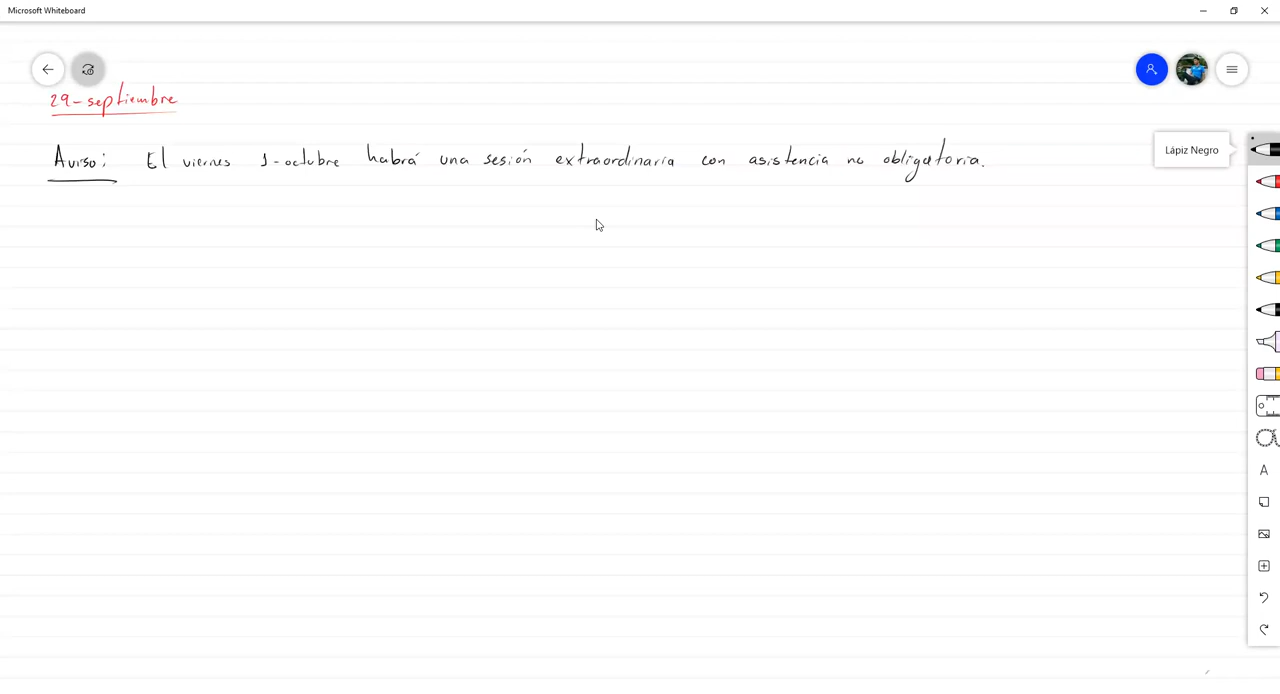 Microsoft Whiteboard
29-septiembre
Aviso: El viernes 1-octubre habrá una sesión extraordinaria con asistencia no obligatoria.
Lápiz Negro
A